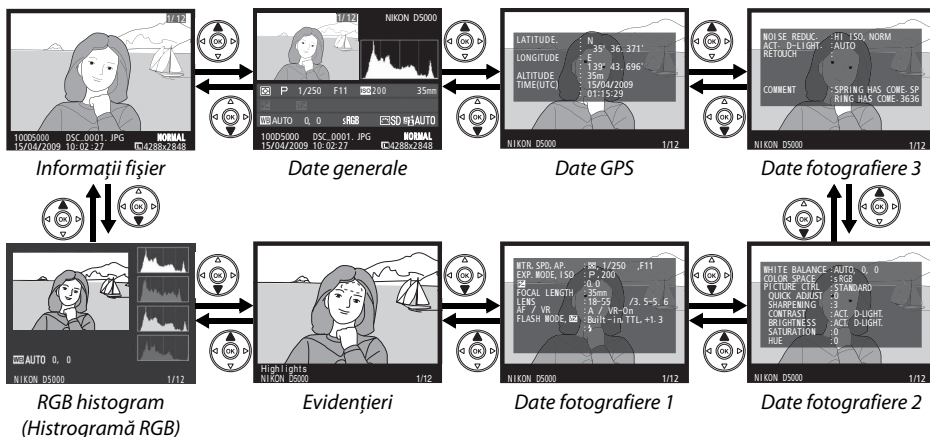 1/12
100D5000 DSC_0001. JPG NORMAL
15/04/2009 10:02:27 4288x2848
Informații fişier
1/12 NIKON D5000
P 1/250 F11 ISO 200 35mm
WB AUTO 0, 0 sRGB SD AUTO
100D5000 DSC_0001. JPG NORMAL
15/04/2009 10:02:27 4288x2848
Date generale
LATITUDE. : N
: 35° 36. 371'
LONGITUDE : E
: 139° 43. 696'
ALTITUDE : 35m
TIME(UTC) : 15/04/2009
: 01:15:29
NIKON D5000 1/12
Date GPS
NOISE REDUC. : HI ISO, NORM
ACT. D-LIGHT. : AUTO
RETOUCH :
COMMENT : SPRING HAS COME. SP
RING HAS COME. 3636
NIKON D5000 1/12
Date fotografiere 3
OK
WB AUTO 0, 0
NIKON D5000 1/12
RGB histogram
(Histrogramă RGB)
Highlights
NIKON D5000 1/12
Evidențieri
MTR, SPD, AP. : , 1/250 , F11
EXP. MODE, ISO : P, 200
: 0.0
FOCAL LENGTH : 35mm
LENS : 18-55 /3. 5-5. 6
AF / VR : A / VR-On
FLASH MODE, : Built-in, TTL, +1. 3
:
NIKON D5000 1/12
Date fotografiere 1
WHITE BALANCE : AUTO, 0, 0
COLOR SPACE : sRGB
PICTURE CTRL : STANDARD
QUICK ADJUST : 0
SHARPENING : 3
CONTRAST : ACT. D-LIGHT.
BRIGHTNESS : ACT. D-LIGHT.
SATURATION : 0
HUE : 0
NIKON D5000 1/12
Date fotografiere 2